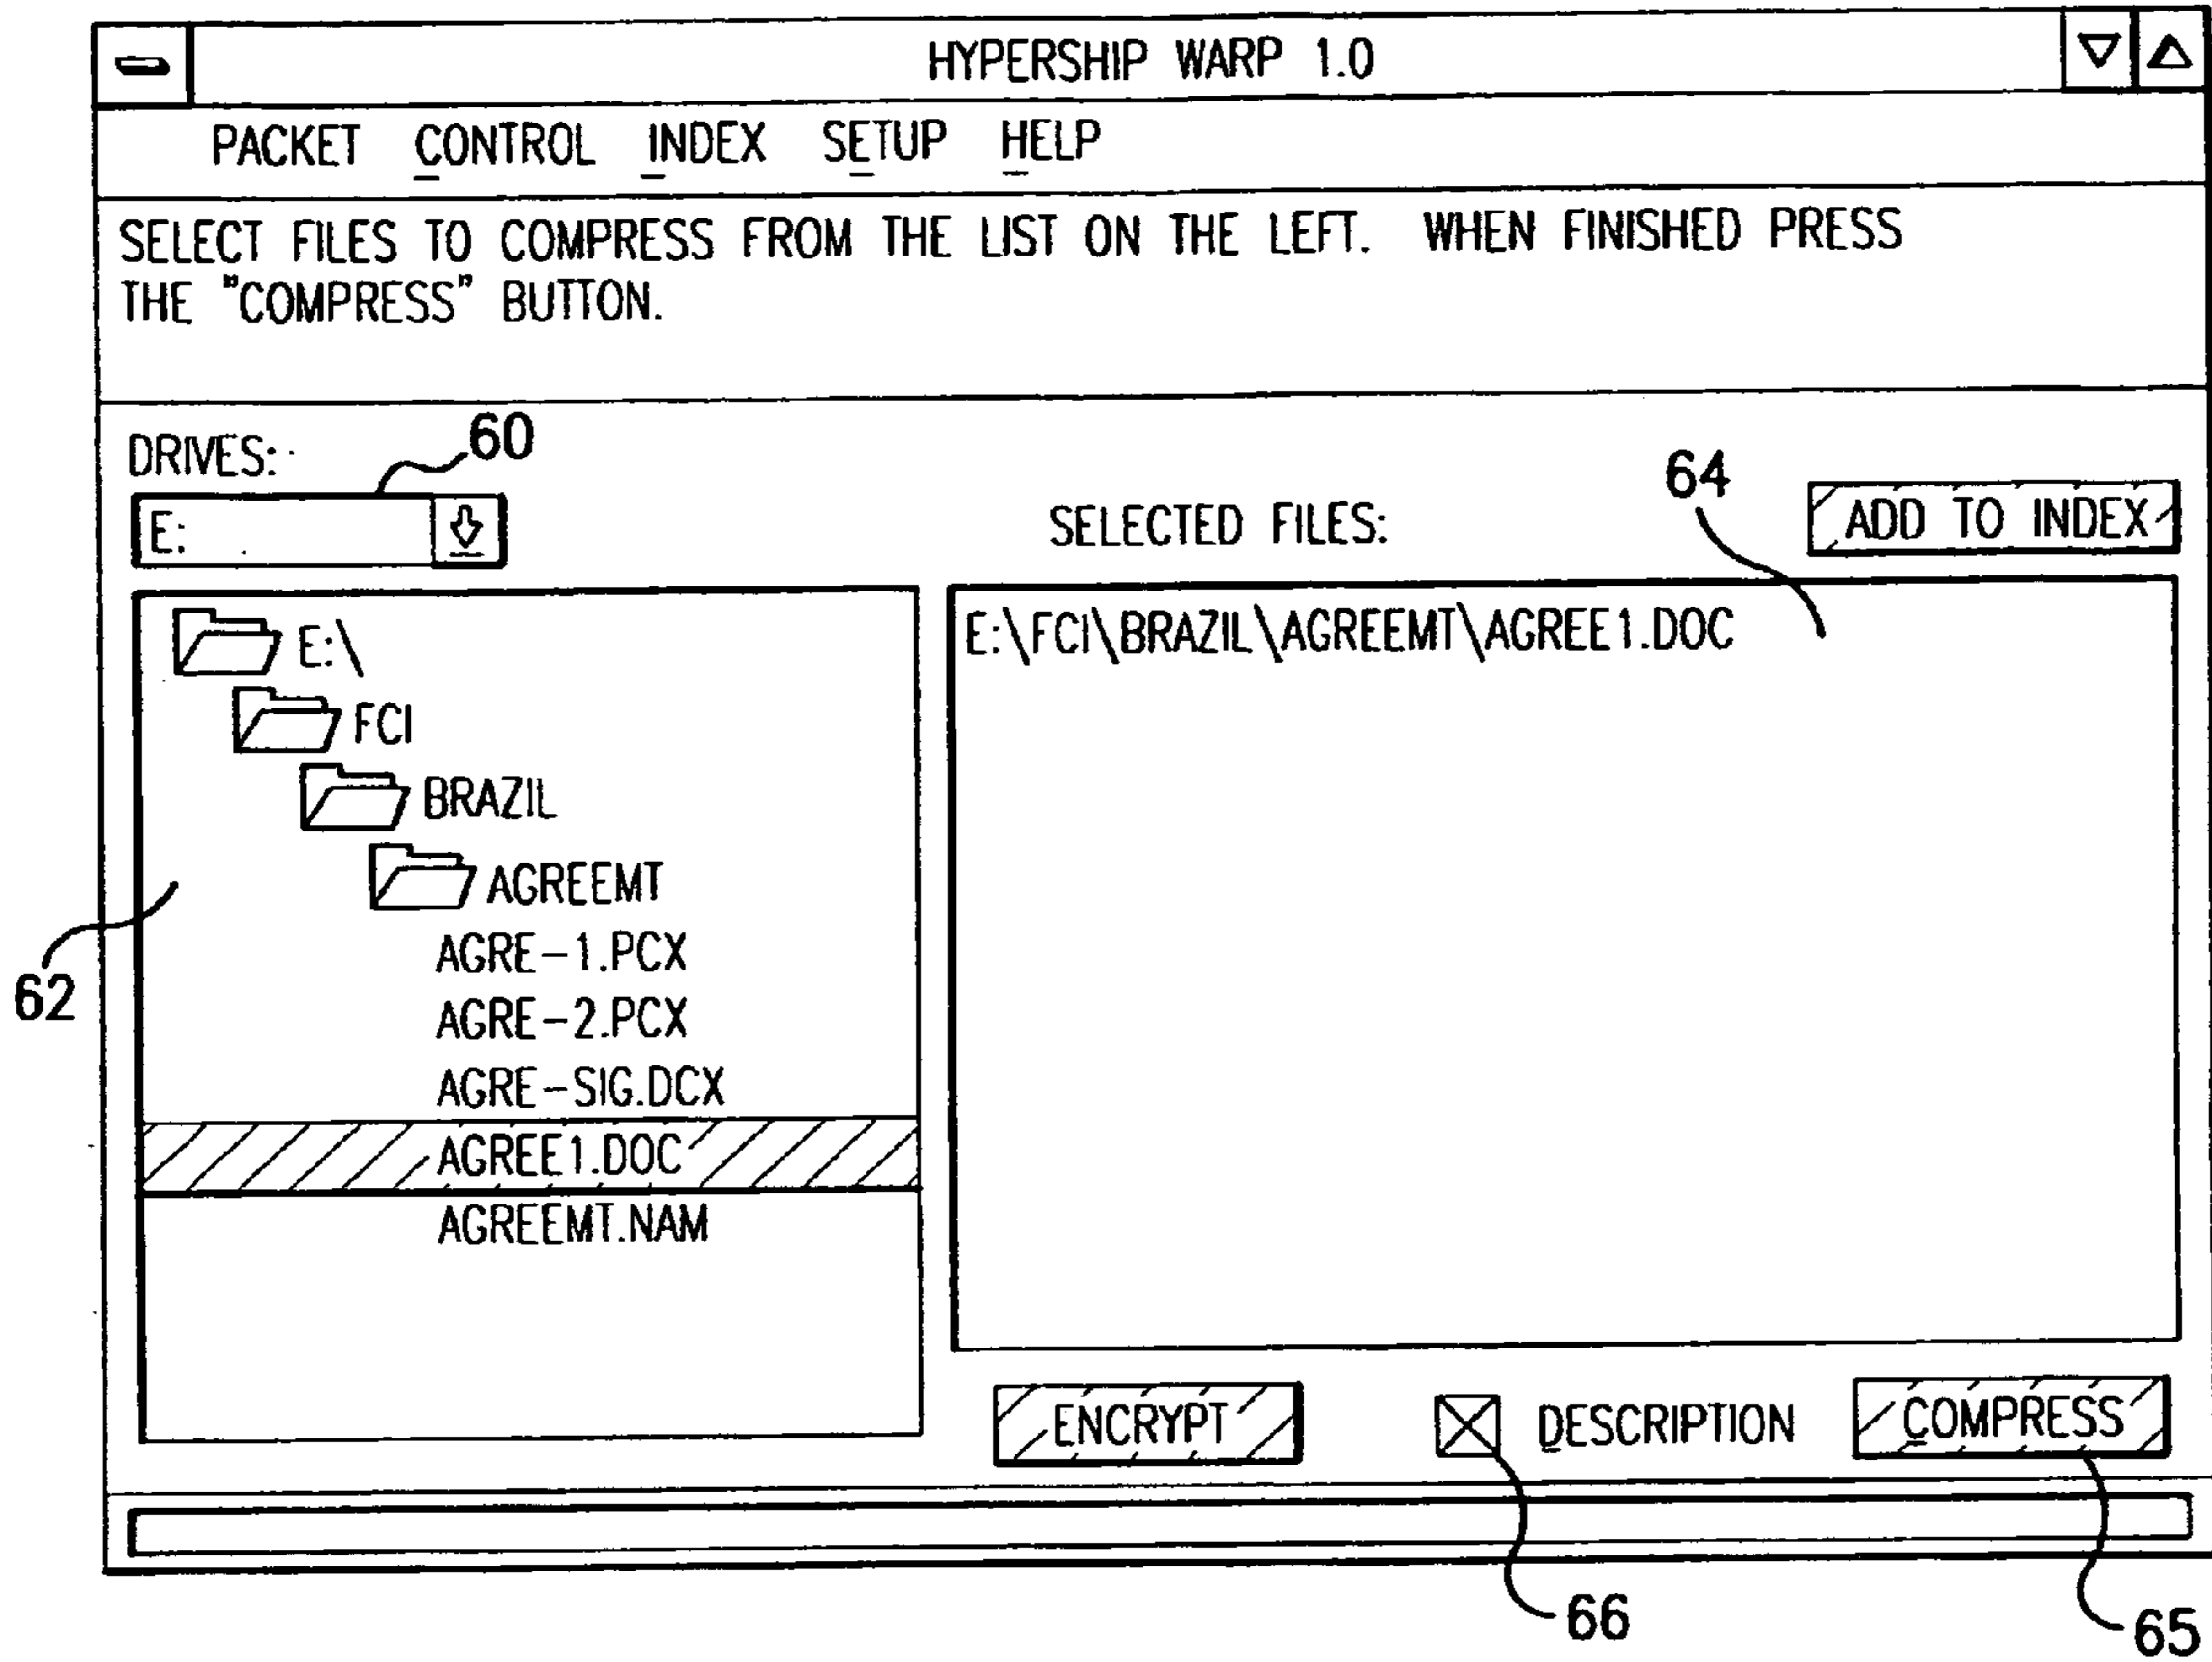 HYPERSHIP WARP 1.0
PACKET CONTROL INDEX SETUP HELP
SELECT FILES TO COMPRESS FROM THE LIST ON THE LEFT. WHEN FINISHED PRESS
THE "COMPRESS" BUTTON.
DRIVES:
60
E:
SELECTED FILES:
64
ADD TO INDEX
E:\
FCI
BRAZIL
AGREEMT
AGRE-1.PCX
AGRE-2.PCX
AGRE-SIG.DCX
AGREE1.DOC
AGREEMT.NAM
62
E:\FCI\BRAZIL\AGREEMT\AGREE1.DOC
ENCRYPT
DESCRIPTION
COMPRESS
66
65